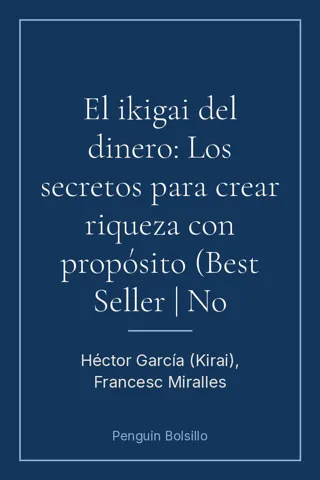 El ikigai del
dinero: Los
secretos para crear
riqueza con
propósito (Best
Seller | No
Héctor García (Kirai),
Francesc Miralles
Penguin Bolsillo